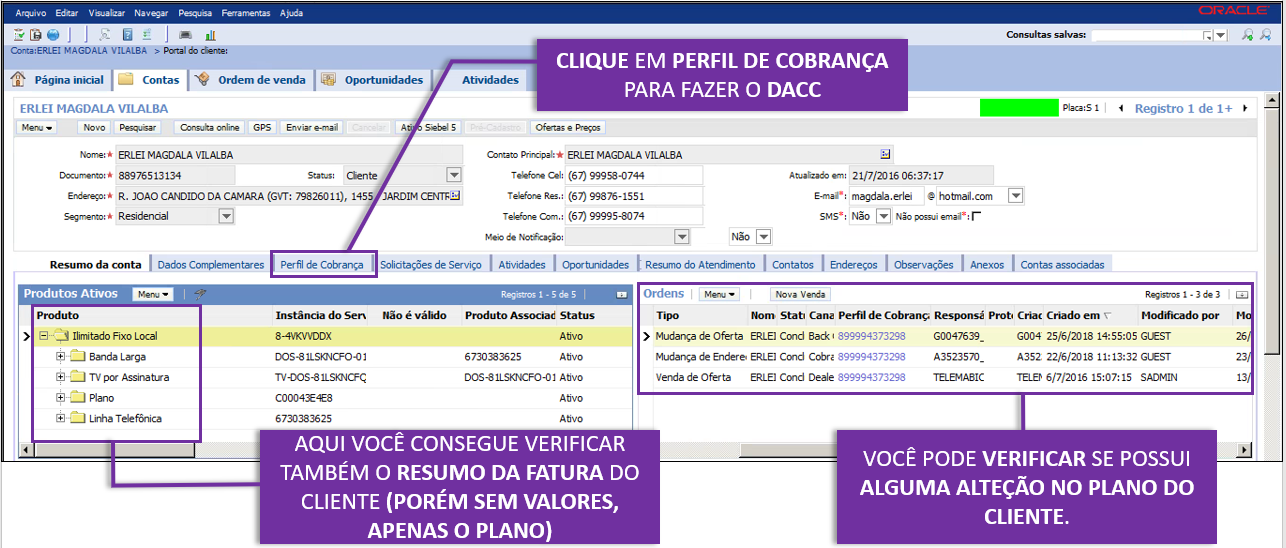 Arquivo Editar Visualizar Navegar Pesquisa Ferramentas Ajuda
ORACLE
Consultas salvas:
Conta:ERLEI MAGDALA VILALBA > Portal do cliente:
CLIQUE EM PERFIL DE COBRANÇA
PARA FAZER O DACC
Página inicial Contas Ordem de venda Oportunidades Atividades
ERLEI MAGDALA VILALBA
Placa:S 1 Registro 1 de 1+
Menu Novo Pesquisar Consulta online GPS Enviar e-mail Cancelar Ativo Siebel 5 Pré-Cadastro Ofertas e Preços
Nome: ERLEI MAGDALA VILALBA Contato Principal: ERLEI MAGDALA VILALBA
Documento: 88976513134 Status: Cliente Telefone Cel: (67) 99958-0744 Atualizado em: 21/7/2016 06:37:17
Endereço: R. JOAO CANDIDO DA CAMARA (GVT: 79826011), 1455 JARDIM CENTR Telefone Res.: (67) 99876-1551 E-mail*: magdala.erlei @ hotmail.com
Segmento: Residencial Telefone Com.: (67) 99995-8074 SMS*: Não Não possui email*:
Meio de Notificação: Não
Resumo da conta Dados Complementares Perfil de Cobrança Solicitações de Serviço Atividades Oportunidades Resumo do Atendimento Contatos Endereços Observações Anexos Contas associadas
Produtos Ativos Menu Registros 1 - 5 de 5 Ordens Menu Nova Venda Registros 1 - 3 de 3
Produto Instância do Serv Não é válido Produto Associad Status Tipo Nom Statu Cana Perfil de Cobrança Responsá Proto Criac Criado em Modificado por Mo
Ilimitado Fixo Local 8-4VKVVDDX Ativo Mudança de Oferta ERLEI Concl Back 899994373298 G0047639_ G004 25/6/2018 14:55:05 GUEST 26/
Banda Larga DOS-81LSKNCFO-01 6730383625 Ativo Mudança de Endere ERLEI Concl Cobra 899994373298 A3523570_ A352 22/6/2018 11:13:32 GUEST 23/
TV por Assinatura TV-DOS-81LSKNCFQ DOS-81LSKNCFO-01 Ativo Venda de Oferta ERLEI Concl Deale 899994373298 TELEMABIC TELEM 6/7/2016 15:07:15 SADMIN 13/
Plano C00043E4E8 Ativo
Linha Telefônica 6730383625 Ativo
AQUI VOCÊ CONSEGUE VERIFICAR
TAMBÉM O RESUMO DA FATURA DO
CLIENTE (PORÉM SEM VALORES,
APENAS O PLANO)
VOCÊ PODE VERIFICAR SE POSSUI
ALGUMA ALTEÇÃO NO PLANO DO
CLIENTE.